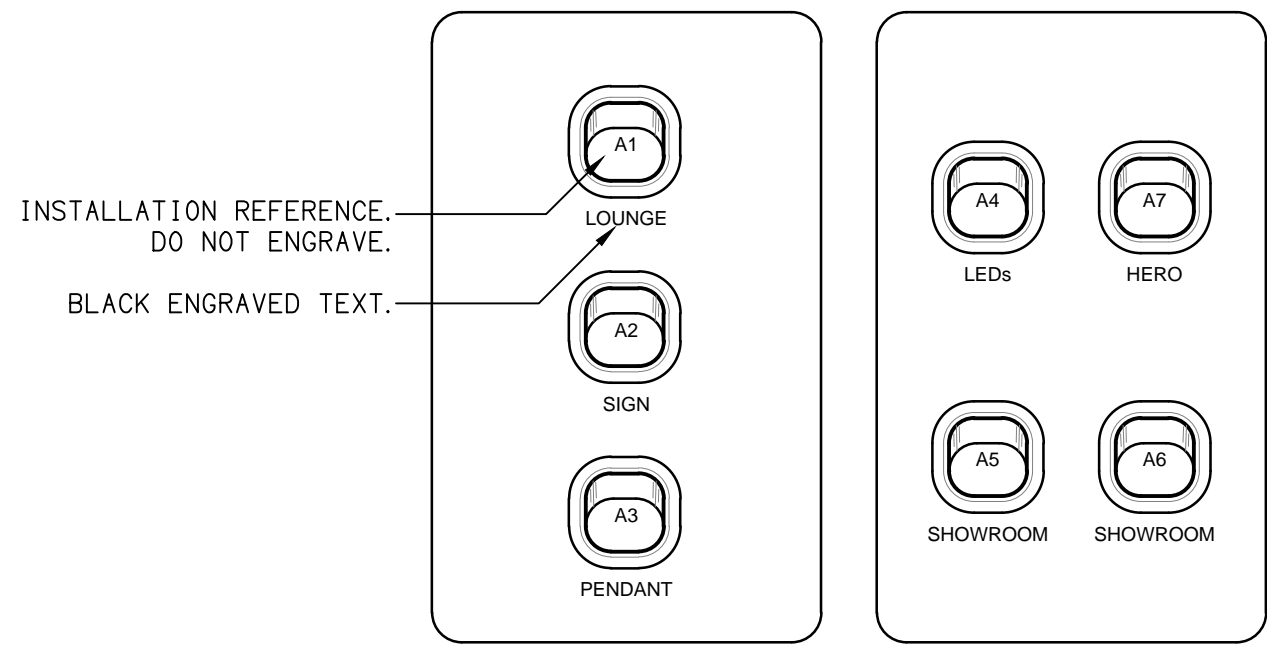 INSTALLATION REFERENCE.
DO NOT ENGRAVE.
BLACK ENGRAVED TEXT.
A1
LOUNGE
A2
SIGN
A3
PENDANT
A4
LEDs
A7
HERO
A5
SHOWROOM
A6
SHOWROOM